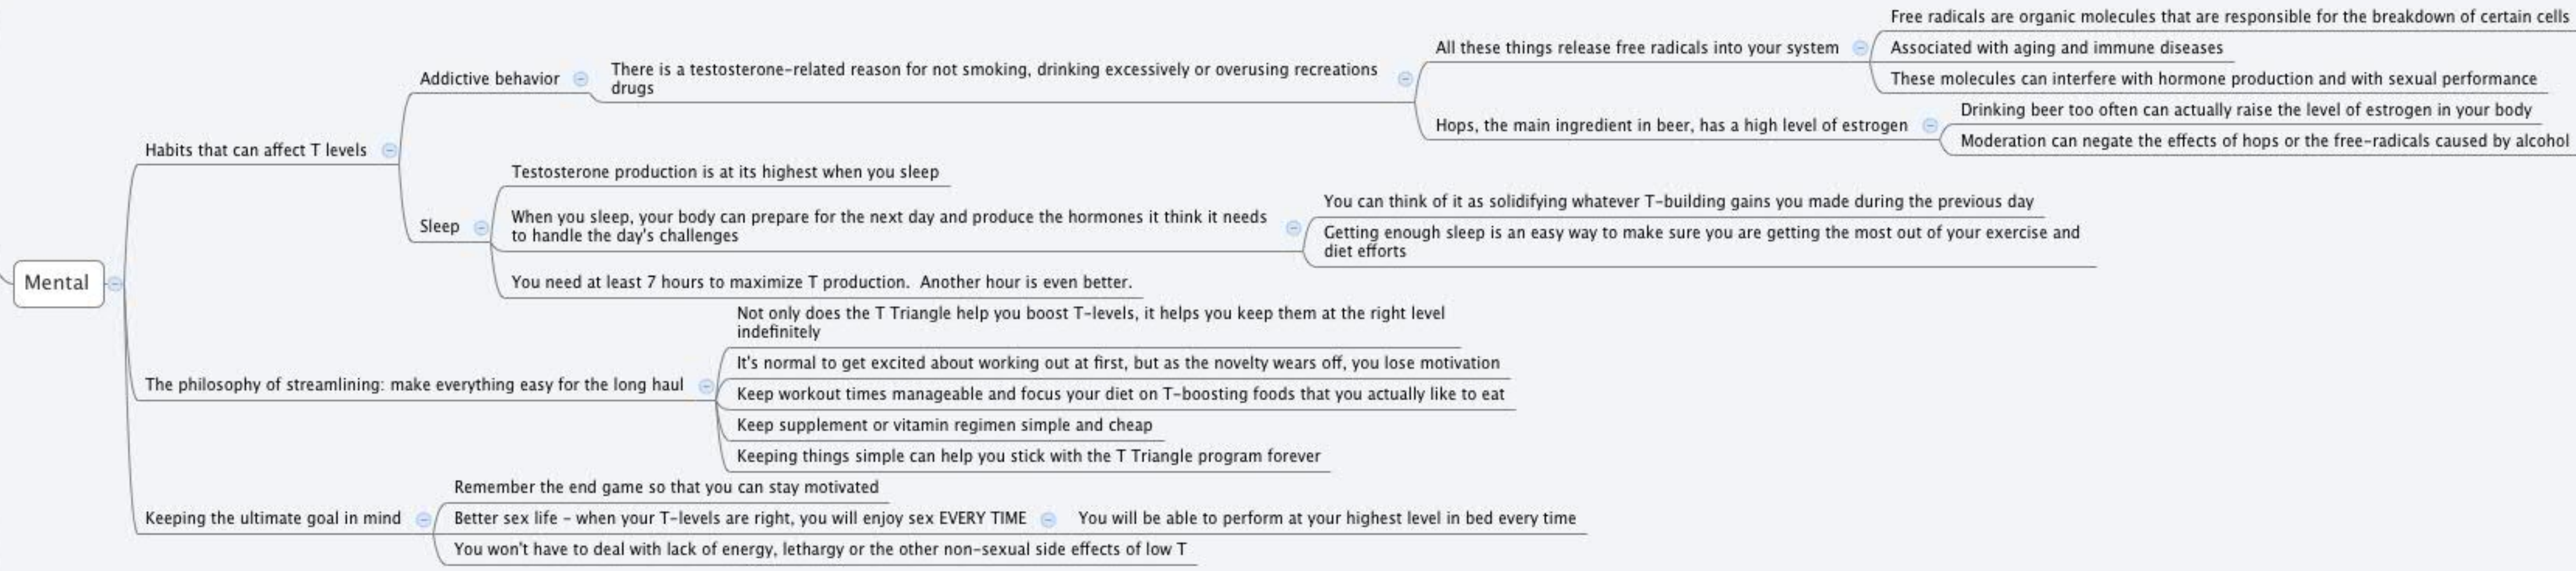 Mental
Habits that can affect T levels
Addictive behavior
There is a testosterone-related reason for not smoking, drinking excessively or overusing recreations
drugs
All these things release free radicals into your system
Free radicals are organic molecules that are responsible for the breakdown of certain cells
Associated with aging and immune diseases
These molecules can interfere with hormone production and with sexual performance
Hops, the main ingredient in beer, has a high level of estrogen
Drinking beer too often can actually raise the level of estrogen in your body
Moderation can negate the effects of hops or the free-radicals caused by alcohol
Sleep
Testosterone production is at its highest when you sleep
When you sleep, your body can prepare for the next day and produce the hormones it think it needs
to handle the day's challenges
You can think of it as solidifying whatever T-building gains you made during the previous day
Getting enough sleep is an easy way to make sure you are getting the most out of your exercise and
diet efforts
You need at least 7 hours to maximize T production.  Another hour is even better.
The philosophy of streamlining: make everything easy for the long haul
Not only does the T Triangle help you boost T-levels, it helps you keep them at the right level
indefinitely
It's normal to get excited about working out at first, but as the novelty wears off, you lose motivation
Keep workout times manageable and focus your diet on T-boosting foods that you actually like to eat
Keep supplement or vitamin regimen simple and cheap
Keeping things simple can help you stick with the T Triangle program forever
Keeping the ultimate goal in mind
Remember the end game so that you can stay motivated
Better sex life - when your T-levels are right, you will enjoy sex EVERY TIME
You will be able to perform at your highest level in bed every time
You won't have to deal with lack of energy, lethargy or the other non-sexual side effects of low T